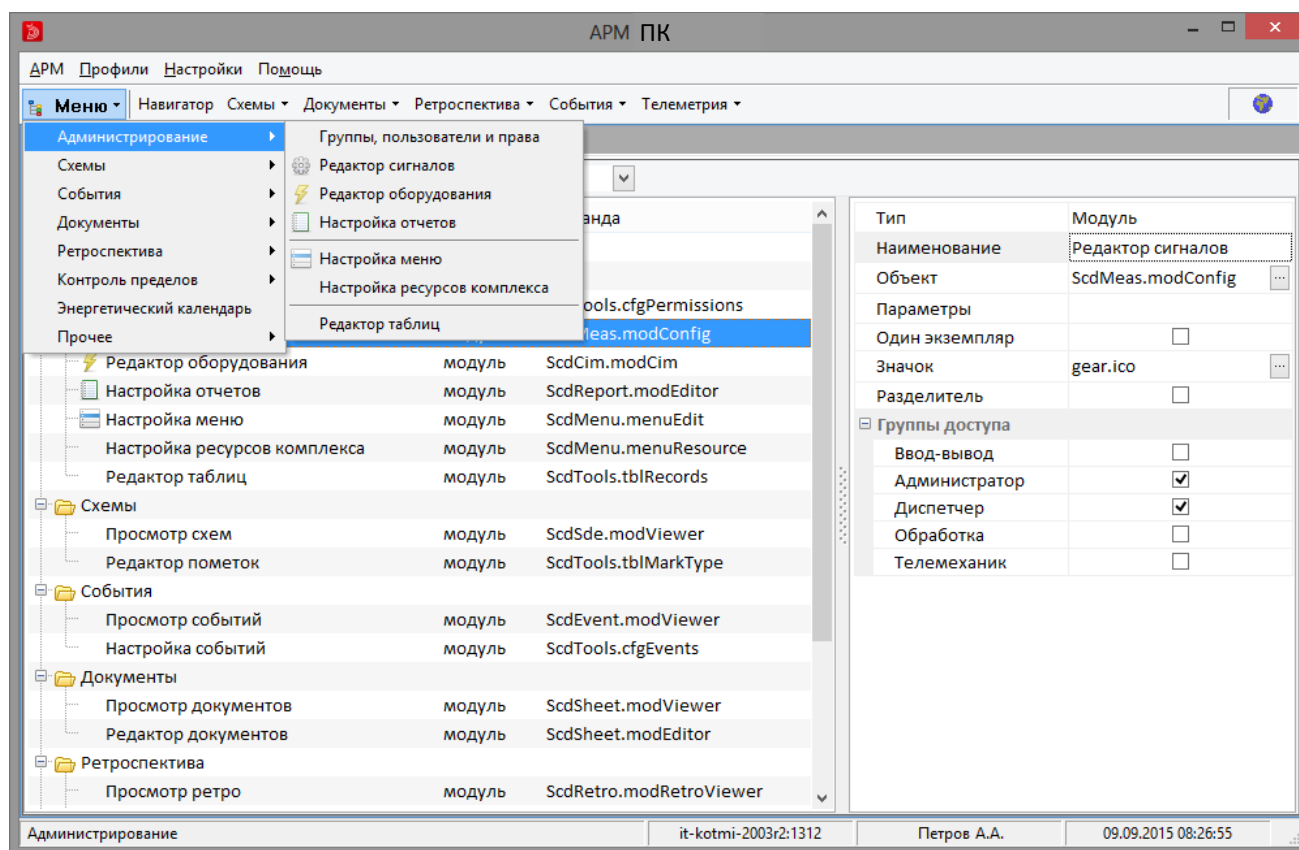 АРМ ПК
АРМ Профили Настройки Помощь
Меню Навигатор Схемы Документы Ретроспектива События Телеметрия
Администрирование
Схемы
События
Документы
Ретроспектива
Контроль пределов
Энергетический календарь
Прочее
Группы, пользователи и права
Редактор сигналов
Редактор оборудования
Настройка отчетов
Настройка меню
Настройка ресурсов комплекса
Редактор таблиц
анда
ools.cfgPermissions
Meas.modConfig
Редактор оборудования модуль ScdCim.modCim
Настройка отчетов модуль ScdReport.modEditor
Настройка меню модуль ScdMenu.menuEdit
Настройка ресурсов комплекса модуль ScdMenu.menuResource
Редактор таблиц модуль ScdTools.tblRecords
Схемы
Просмотр схем модуль ScdSde.modViewer
Редактор пометок модуль ScdTools.tblMarkType
События
Просмотр событий модуль ScdEvent.modViewer
Настройка событий модуль ScdTools.cfgEvents
Документы
Просмотр документов модуль ScdSheet.modViewer
Редактор документов модуль ScdSheet.modEditor
Ретроспектива
Просмотр ретро модуль ScdRetro.modRetroViewer
Тип Модуль
Наименование Редактор сигналов
Объект ScdMeas.modConfig ...
Параметры
Один экземпляр
Значок gear.ico ...
Разделитель
Группы доступа
Ввод-вывод
Администратор
Диспетчер
Обработка
Телемеханик
Администрирование it-kotmi-2003r2:1312 Петров А.А. 09.09.2015 08:26:55